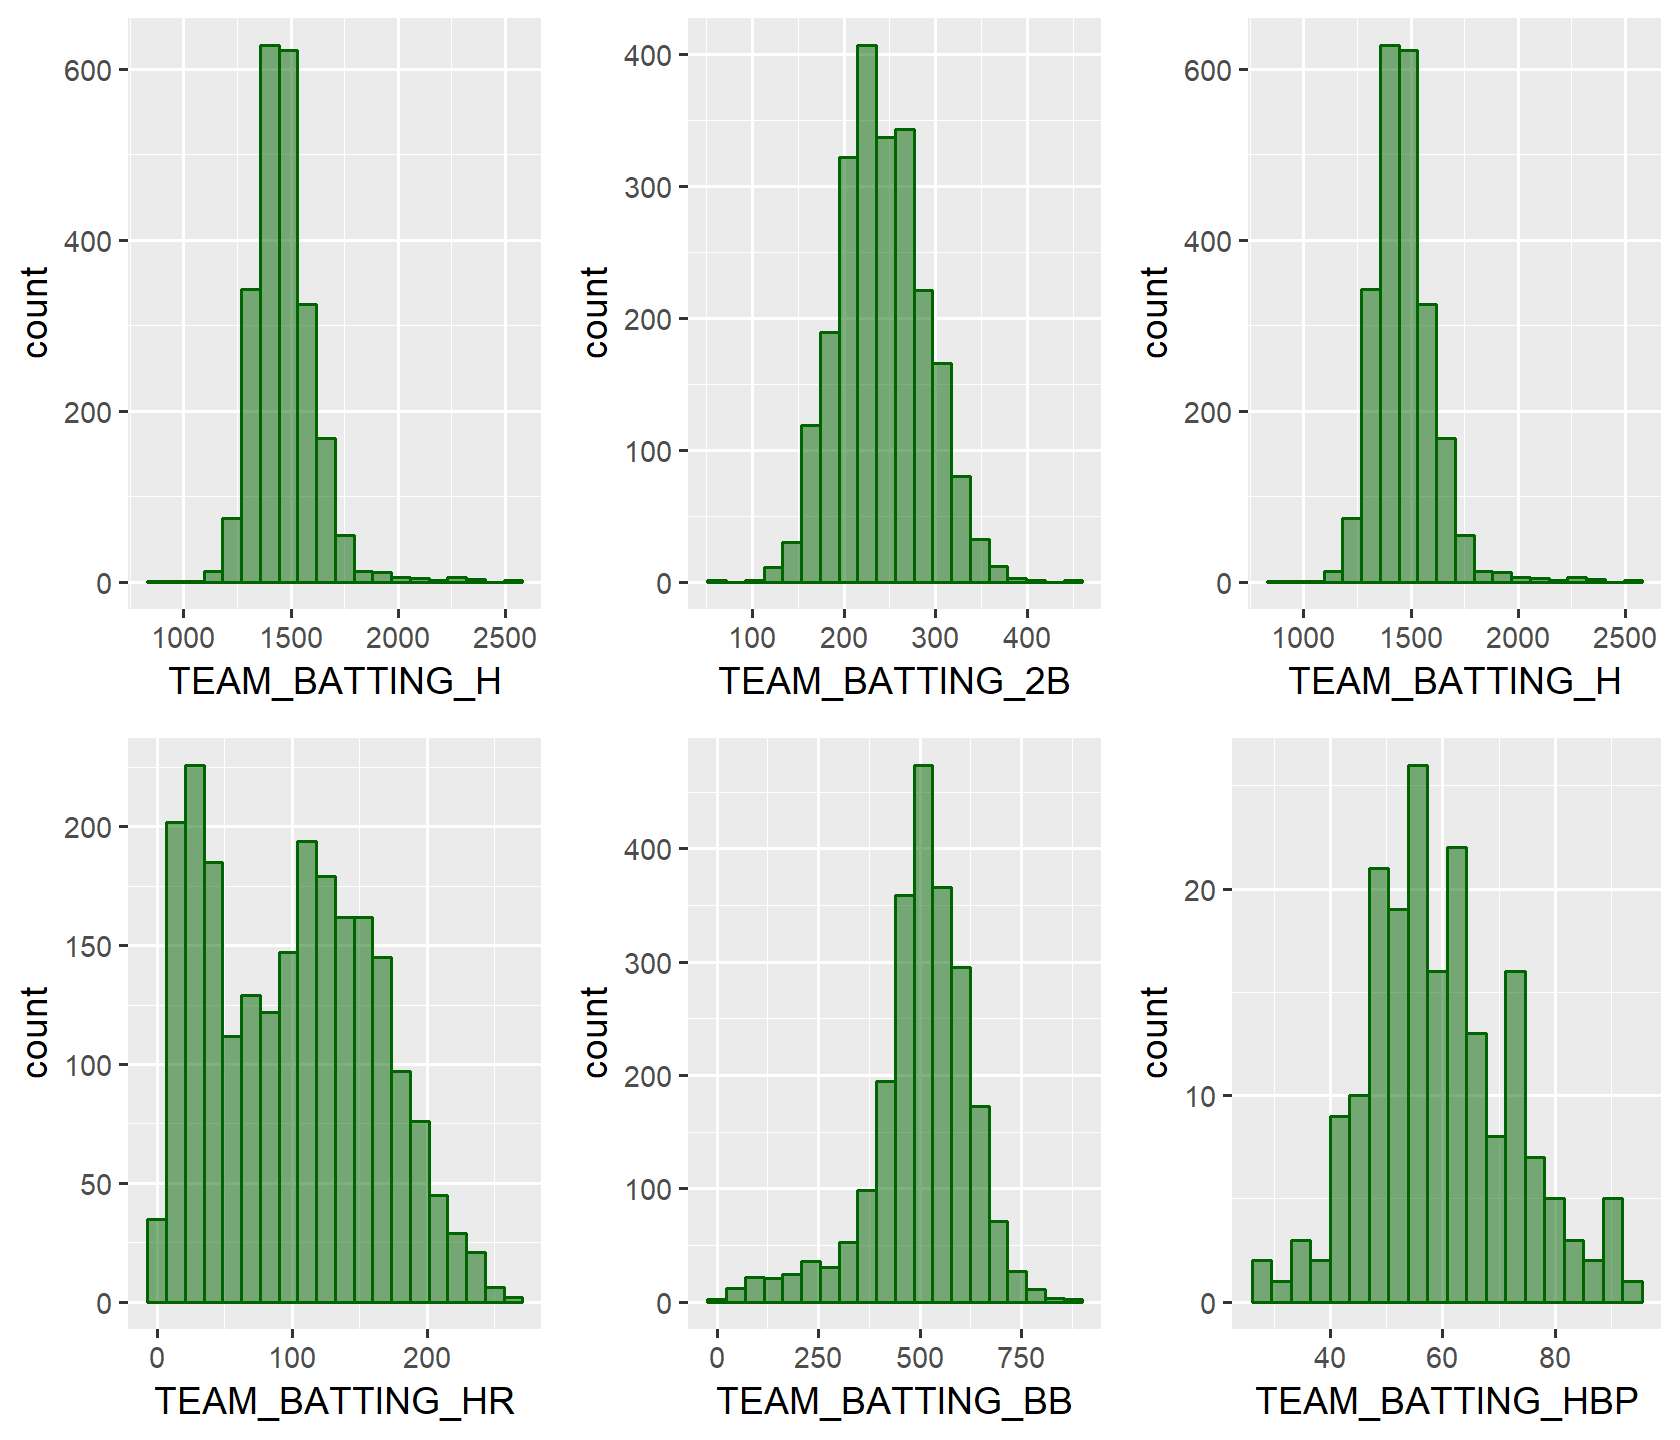 count
600
400
200
0
1000 1500 2000 2500
TEAM_BATTING_H
count
400
300
200
100
0
100 200 300 400
TEAM_BATTING_2B
count
600
400
200
0
1000 1500 2000 2500
TEAM_BATTING_H
count
200
150
100
50
0
0 100 200
TEAM_BATTING_HR
count
400
300
200
100
0
0 250 500 750
TEAM_BATTING_BB
count
20
10
0
40 60 80
TEAM_BATTING_HBP